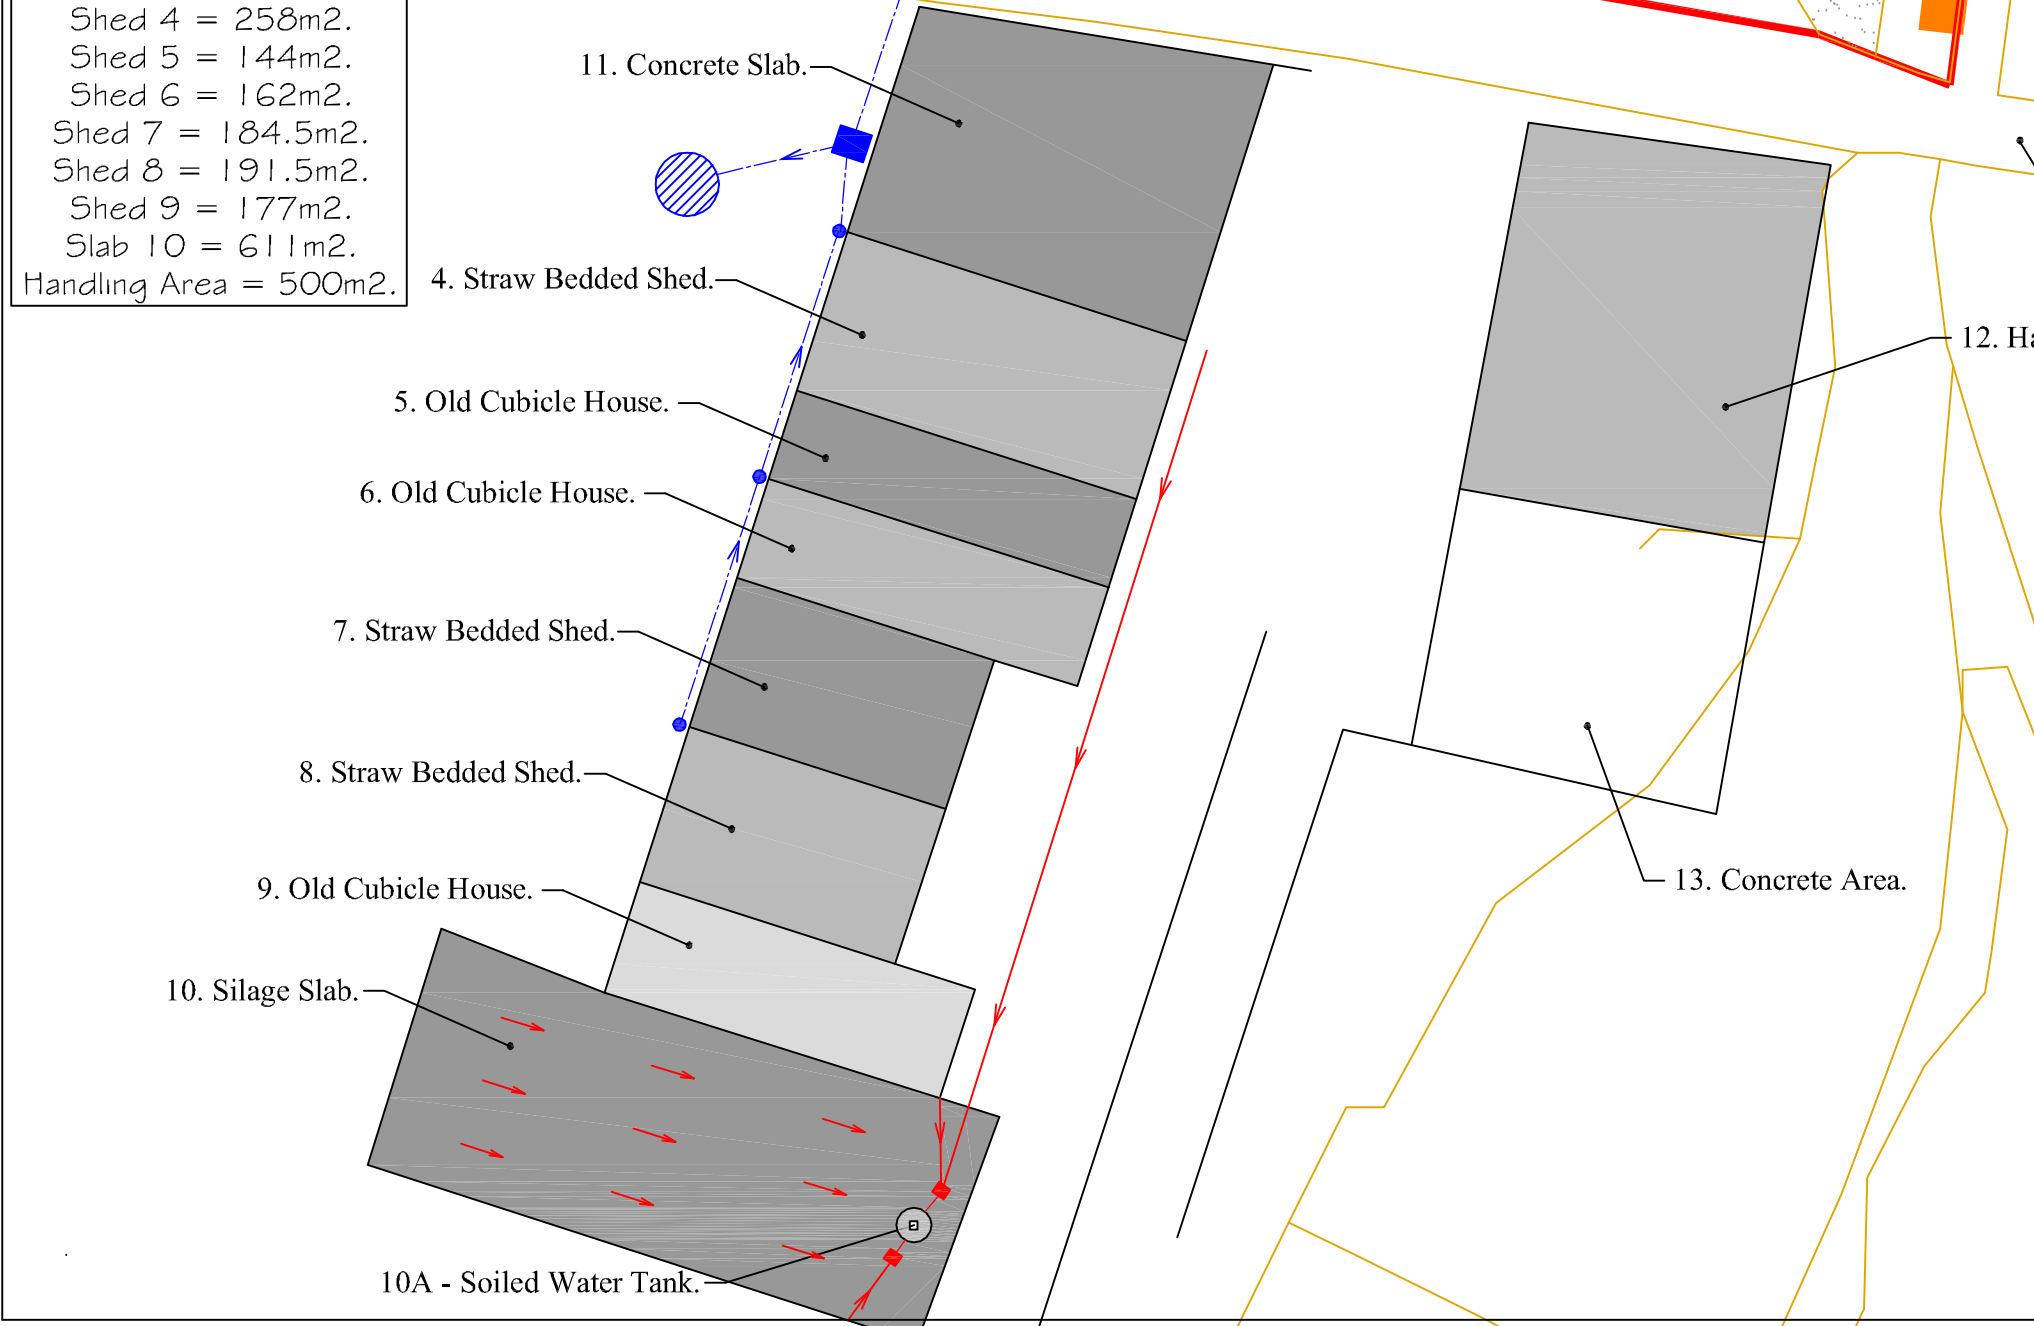 Shed 4 = 258m2.
Shed 5 = 144m2.
Shed 6 = 162m2.
Shed 7 = 184.5m2.
Shed 8 = 191.5m2.
Shed 9 = 177m2.
Slab 10 = 611m2.
Handling Area = 500m2.
11. Concrete Slab.
4. Straw Bedded Shed.
5. Old Cubicle House.
6. Old Cubicle House.
7. Straw Bedded Shed.
8. Straw Bedded Shed.
9. Old Cubicle House.
10. Silage Slab.
10A - Soiled Water Tank.
12. Ha
13. Concrete Area.